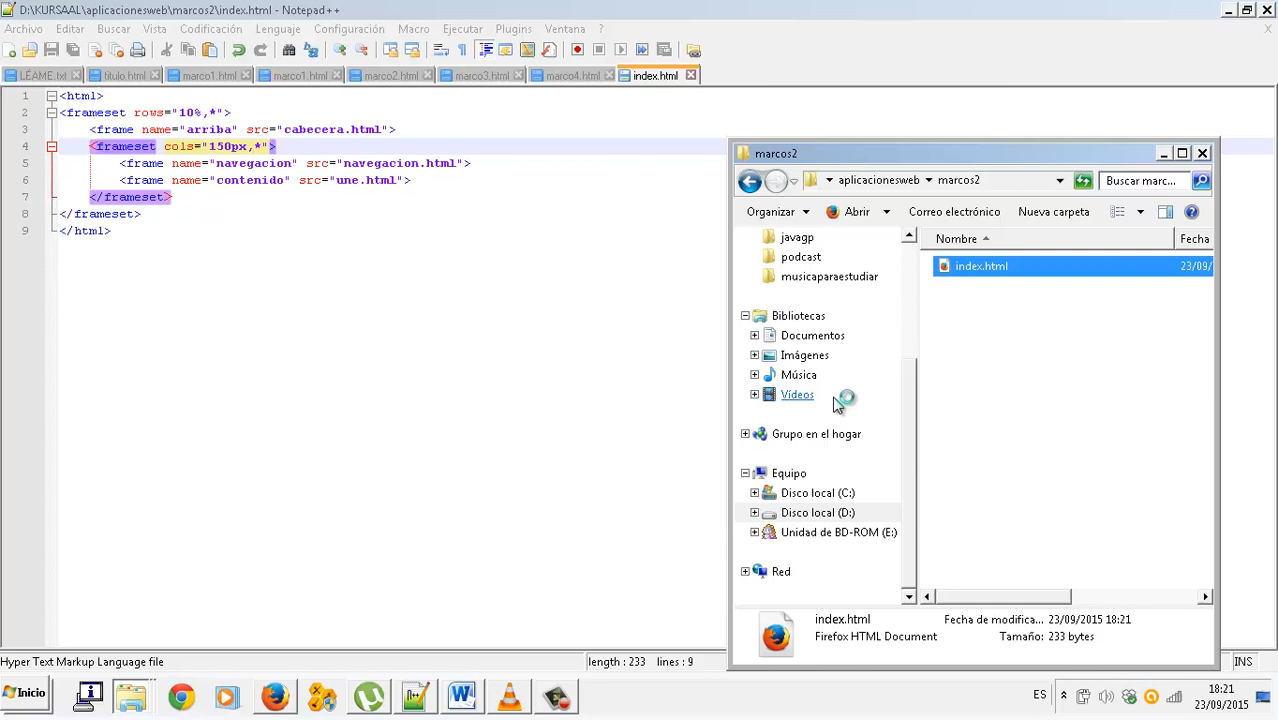 D:\KURSAAL\aplicacionesweb\marcos2\index.html - Notepad++
Archivo Editar Buscar Vista Codificación Lenguaje Configuración Macro Ejecutar Plugins Ventana ?
X
LÉAME.txt titulo.html marco1.html marco1.html marco2.html marco3.html marco4.html index.html
1 <html>
2 <frameset rows="10%,*">
3 <frame name="arriba" src="cabecera.html">
4 <frameset cols="150px,*">
5 <frame name="navegacion" src="navegacion.html">
6 <frame name="contenido" src="une.html">
7 </frameset>
8 </frameset>
9 </html>
marcos2
aplicacionesweb marcos2
Buscar marc...
Organizar Abrir Correo electrónico Nueva carpeta
javagp
podcast
musicaparaestudiar
Bibliotecas
Documentos
Imágenes
Música
Vídeos
Grupo en el hogar
Equipo
Disco local (C:)
Disco local (D:)
Unidad de BD-ROM (E:)
Red
Nombre Fecha
index.html 23/09/
index.html Fecha de modifica... 23/09/2015 18:21
Firefox HTML Document Tamaño: 233 bytes
Hyper Text Markup Language file length : 233 lines : 9 INS
Inicio ES 18:21
23/09/2015